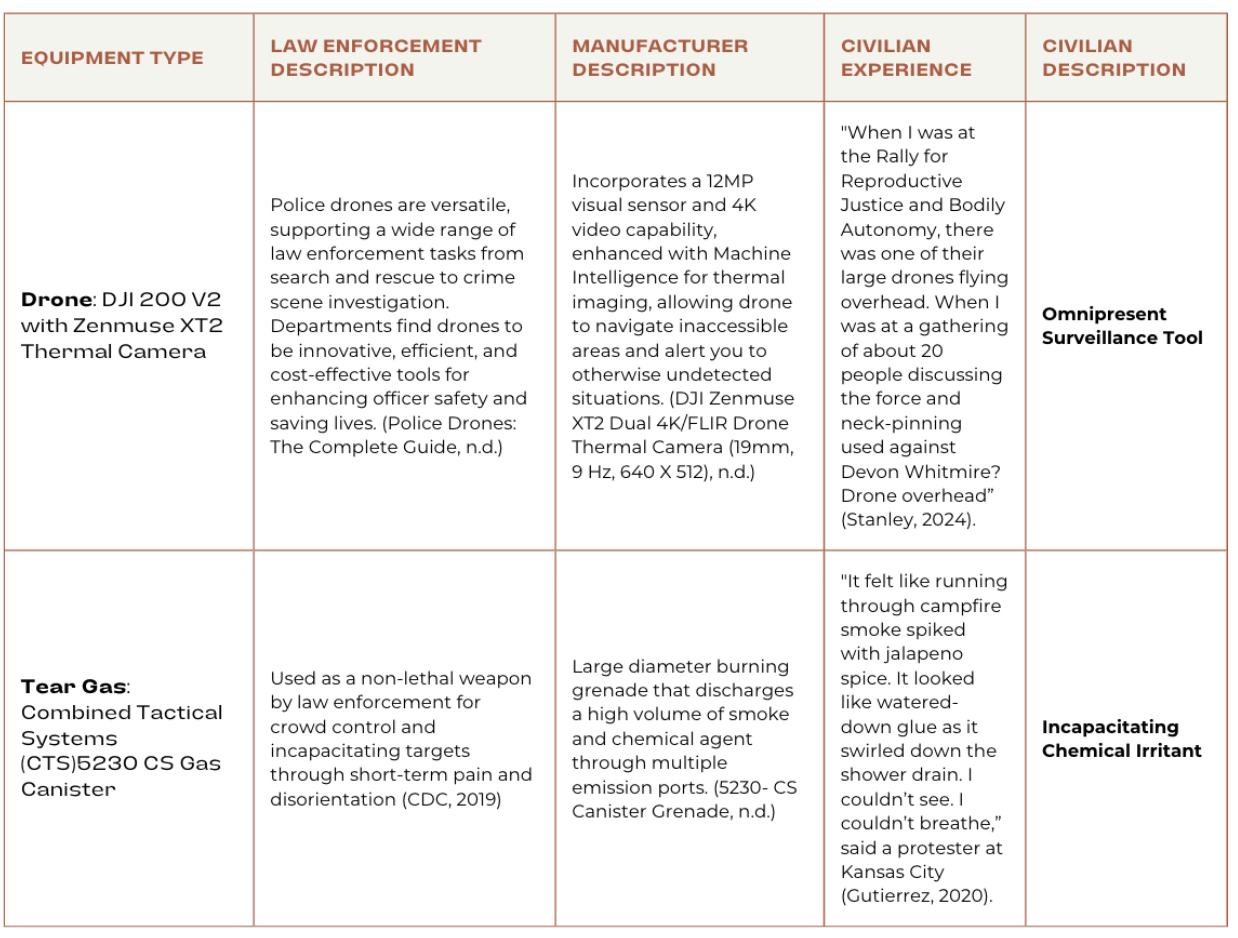 EQUIPMENT TYPE
LAW ENFORCEMENT
DESCRIPTION
MANUFACTURER
DESCRIPTION
CIVILIAN
EXPERIENCE
CIVILIAN
DESCRIPTION
Drone: DJI 200 V2
with Zenmuse XT2
Thermal Camera
Police drones are versatile,
supporting a wide range of
law enforcement tasks from
search and rescue to crime
scene investigation.
Departments find drones to
be innovative, efficient, and
cost-effective tools for
enhancing officer safety and
saving lives. (Police Drones:
The Complete Guide, n.d.)
Incorporates a 12MP
visual sensor and 4K
video capability,
enhanced with Machine
Intelligence for thermal
imaging, allowing drone
to navigate inaccessible
areas and alert you to
otherwise undetected
situations. (DJI Zenmuse
XT2 Dual 4K/FLIR Drone
Thermal Camera (19mm,
9 Hz, 640 X 512), n.d.)
"When I was at
the Rally for
Reproductive
Justice and Bodily
Autonomy, there
was one of their
large drones flying
overhead. When I
was at a gathering
of about 20
people discussing
the force and
neck-pinning
used against
Devon Whitmire?
Drone overhead”
(Stanley, 2024).
Omnipresent
Surveillance Tool
Tear Gas:
Combined Tactical
Systems
(CTS)5230 CS Gas
Canister
Used as a non-lethal weapon
by law enforcement for
crowd control and
incapacitating targets
through short-term pain and
disorientation (CDC, 2019)
Large diameter burning
grenade that discharges
a high volume of smoke
and chemical agent
through multiple
emission ports. (5230- CS
Canister Grenade, n.d.)
"It felt like running
through campfire
smoke spiked
with jalapeno
spice. It looked
like watered-
down glue as it
swirled down the
shower drain. I
couldn’t see. I
couldn’t breathe,”
said a protester at
Kansas City
(Gutierrez, 2020).
Incapacitating
Chemical Irritant